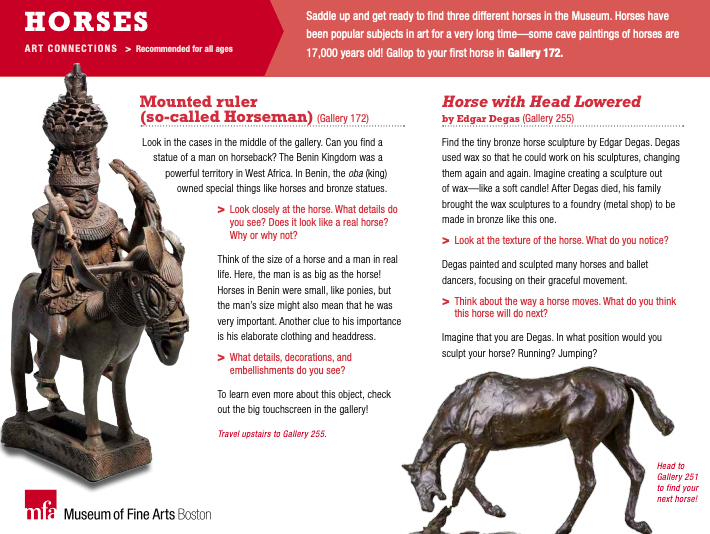 HORSES
ART CONNECTIONS > Recommended for all ages
Saddle up and get ready to find three different horses in the Museum. Horses have
been popular subjects in art for a very long time—some cave paintings of horses are
17,000 years old! Gallop to your first horse in Gallery 172.
Mounted ruler
(so-called Horseman) (Gallery 172)
Look in the cases in the middle of the gallery. Can you find a
statue of a man on horseback? The Benin Kingdom was a
powerful territory in West Africa. In Benin, the oba (king)
owned special things like horses and bronze statues.
> Look closely at the horse. What details do
you see? Does it look like a real horse?
Why or why not?
Think of the size of a horse and a man in real
life. Here, the man is as big as the horse!
Horses in Benin were small, like ponies, but
the man's size might also mean that he was
very important. Another clue to his importance
is his elaborate clothing and headdress.
> What details, decorations, and
embellishments do you see?
To learn even more about this object, check
out the big touchscreen in the gallery!
Travel upstairs to Gallery 255.
Horse with Head Lowered
by Edgar Degas (Gallery 255)
Find the tiny bronze horse sculpture by Edgar Degas. Degas
used wax so that he could work on his sculptures, changing
them again and again. Imagine creating a sculpture out
of wax—like a soft candle! After Degas died, his family
brought the wax sculptures to a foundry (metal shop) to be
made in bronze like this one.
> Look at the texture of the horse. What do you notice?
Degas painted and sculpted many horses and ballet
dancers, focusing on their graceful movement.
> Think about the way a horse moves. What do you think
this horse will do next?
Imagine that you are Degas. In what position would you
sculpt your horse? Running? Jumping?
Head to
Gallery 251
to find your
next horse!
mfa Museum of Fine Arts Boston